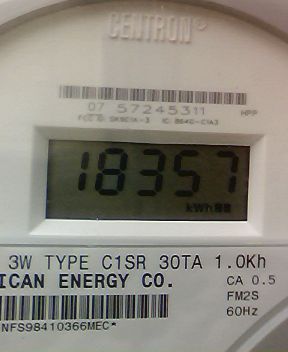 CENTRON®
07 57245311 HPP
18357
kWh
3W TYPE C1SR 30TA 1.0Kh
ICAN ENERGY CO.
CA 0.5
FM2S
60Hz
NFS98410366MEC*